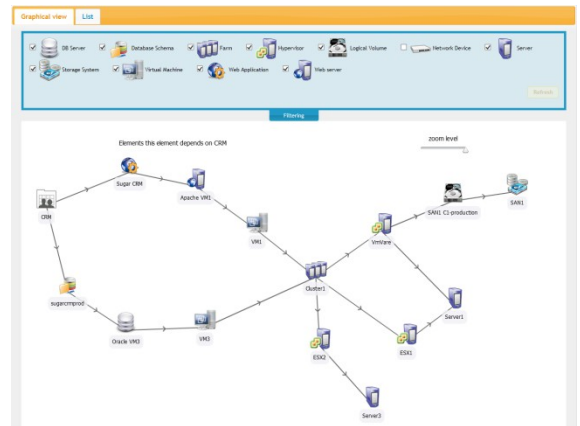 Graphical view List
DB Server Database Schema Farm Hypervisor Logical Volume Network Device Server
Storage System Virtual Machine Web Application Web server
Refresh
Filtering
Elements this element depends on CRM
zoom level
Sugar CRM
Apache VM1
CRM
SAN1 C1-production
SAN1
VM1
VmWare
Cluster1
sugarcrmprod
Server1
Oracle VM3
VM3
ESX2
ESX1
Server3